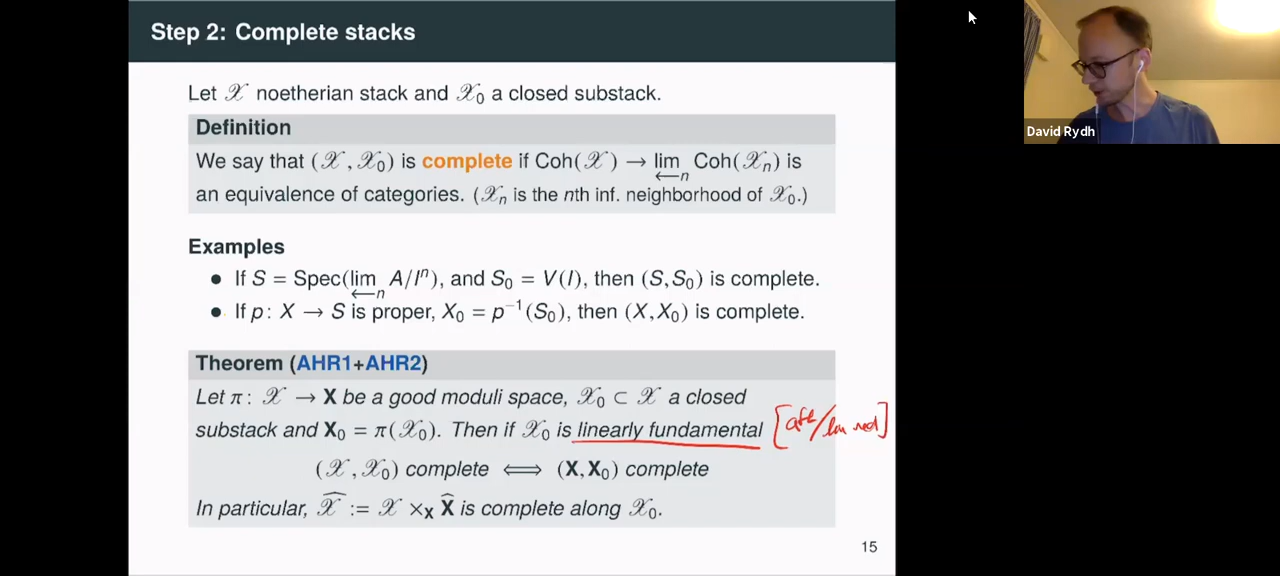 Step 2: Complete stacks
Let 𝒳 noetherian stack and 𝒳₀ a closed substack.
Definition
We say that (𝒳, 𝒳₀) is complete if Coh(𝒳) → lim←n Coh(𝒳ₙ) is
an equivalence of categories. (𝒳ₙ is the nth inf. neighborhood of 𝒳₀.)
Examples
• If S = Spec(lim←n A/Iⁿ), and S₀ = V(I), then (S, S₀) is complete.
• If p: X → S is proper, X₀ = p⁻¹(S₀), then (X, X₀) is complete.
Theorem (AHR1+AHR2)
Let π: 𝒳 → X be a good moduli space, 𝒳₀ ⊂ 𝒳 a closed
substack and X₀ = π(𝒳₀). Then if 𝒳₀ is linearly fundamental [aff/lin red]
(𝒳, 𝒳₀) complete ⟺ (X, X₀) complete
In particular, 𝒳̂ := 𝒳 ×_X X̂ is complete along 𝒳₀.
15
David Rydh